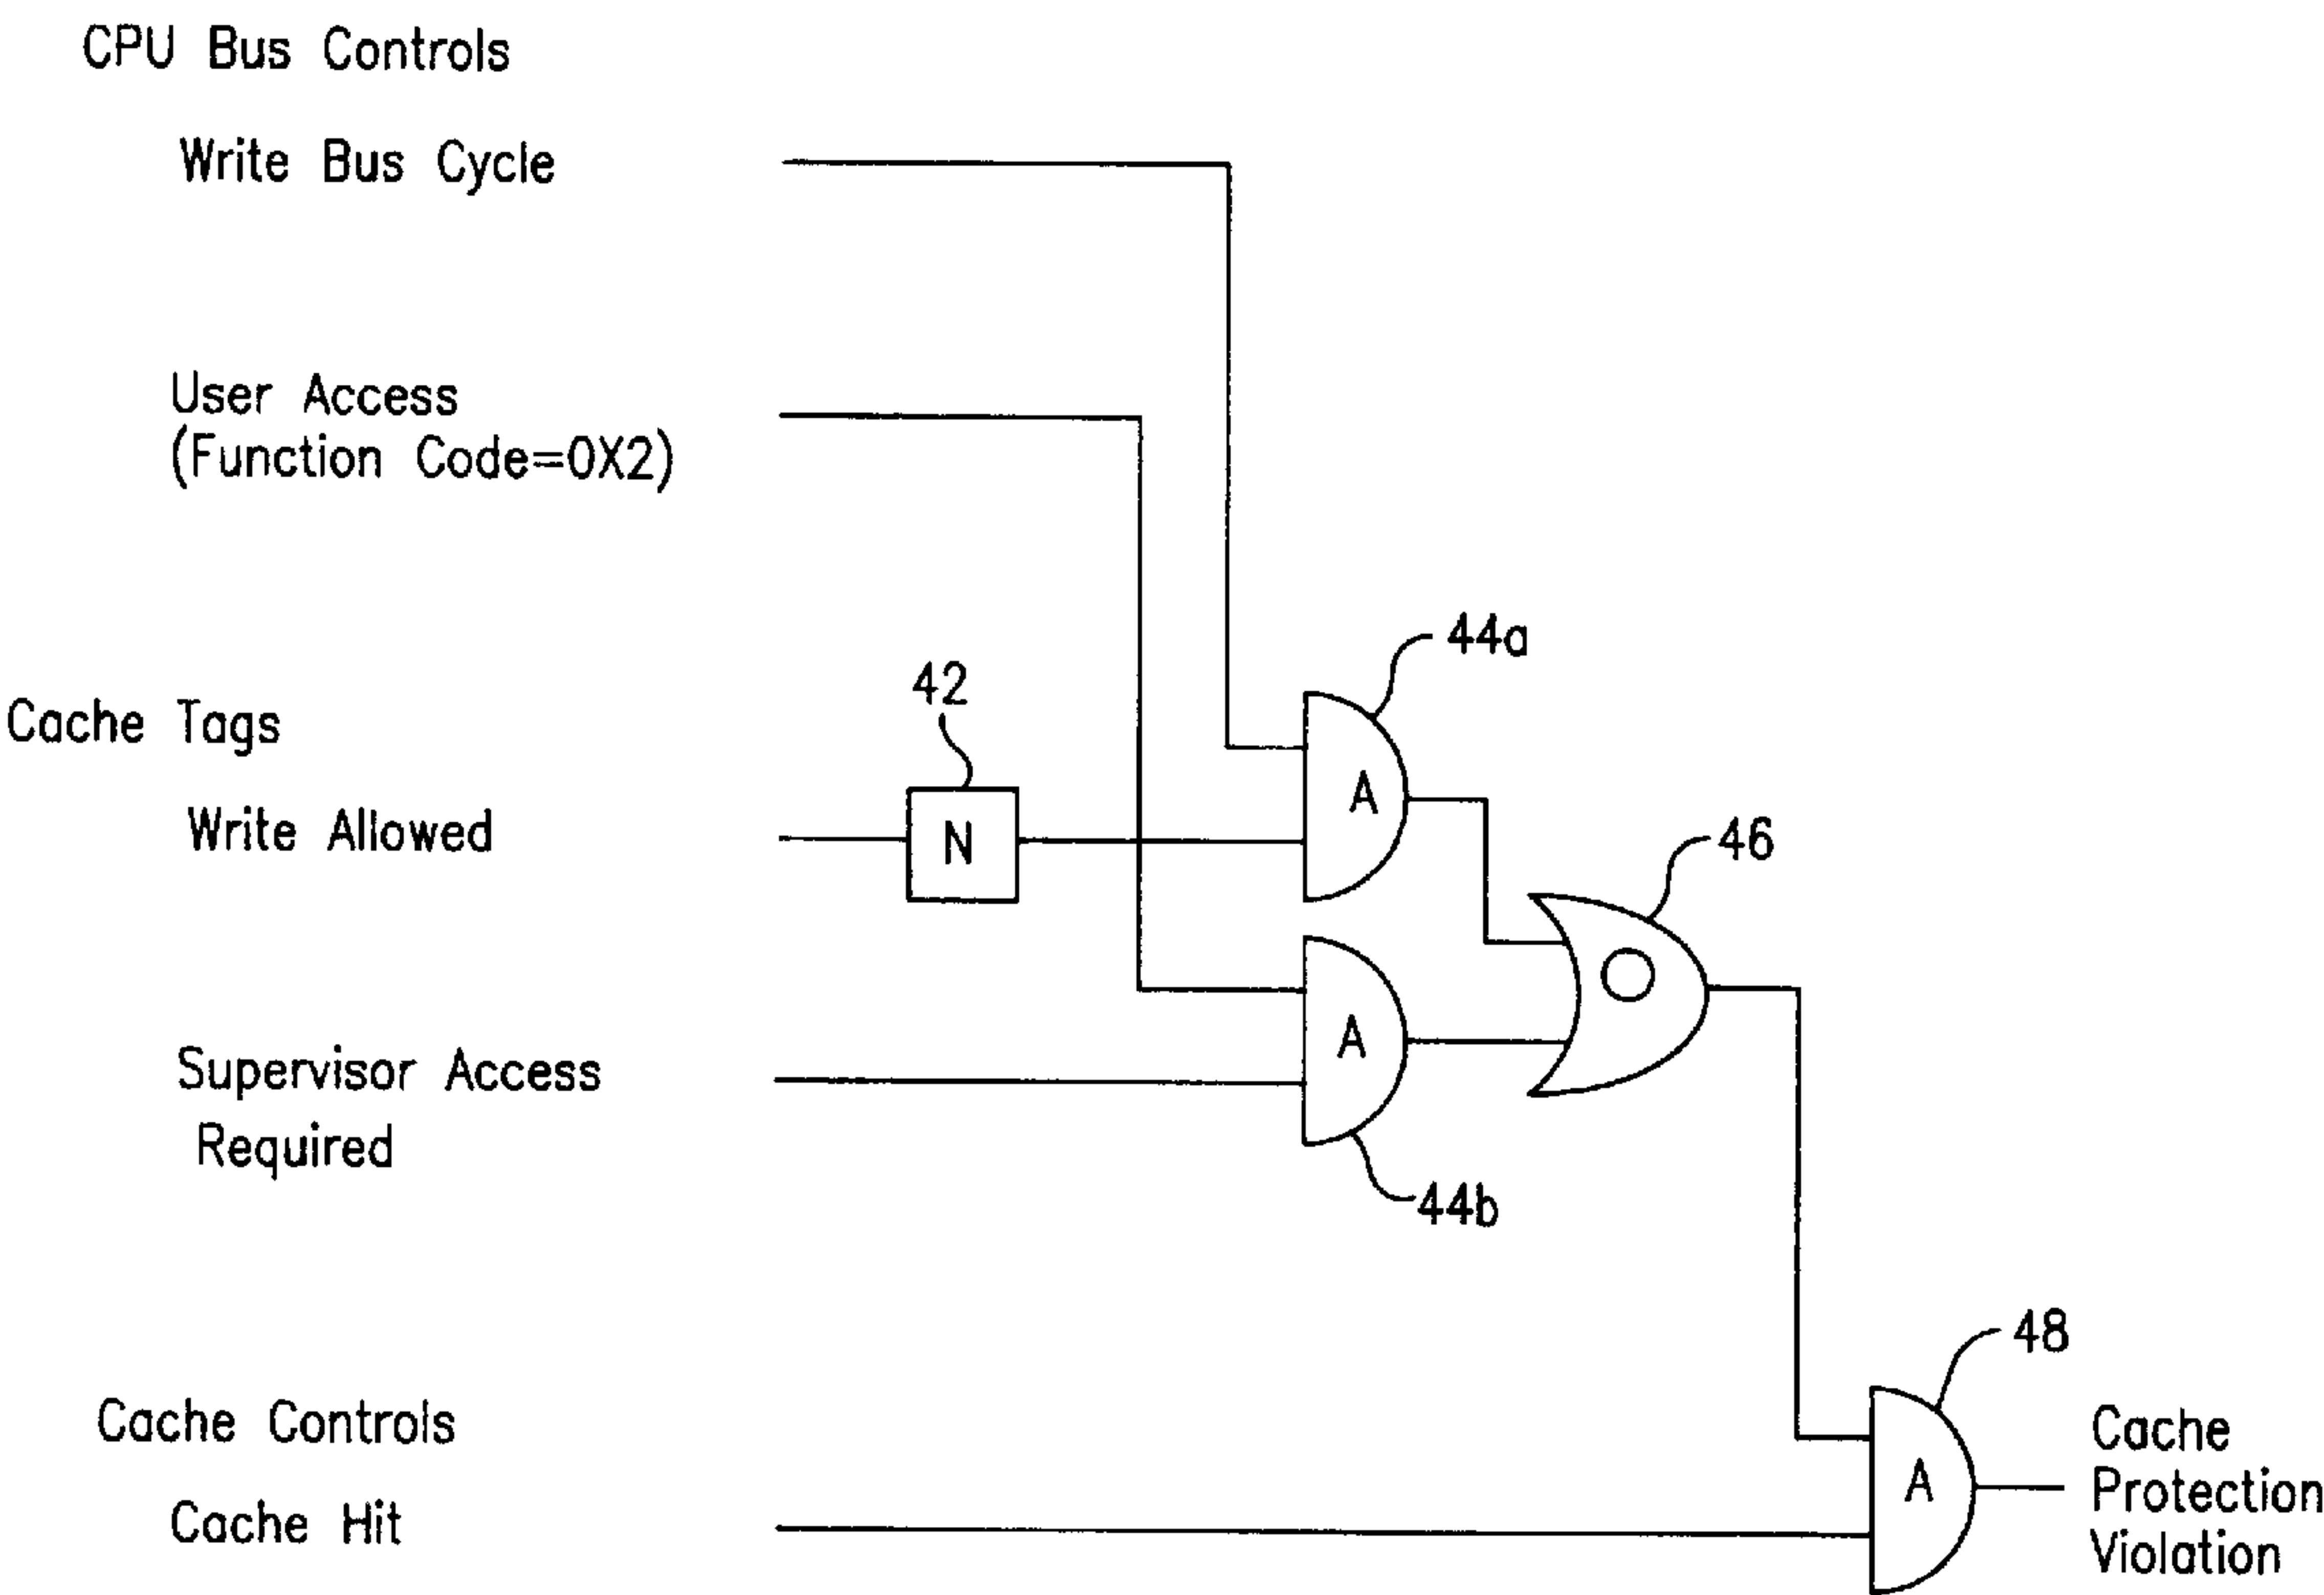 CPU Bus Controls
Write Bus Cycle
User Access
(Function Code=0X2)
44a
42
Cache Tags
A
Write Allowed
N
46
O
A
Supervisor Access
Required
44b
48
Cache Controls
Cache
A
Protection
Cache Hit
Violation